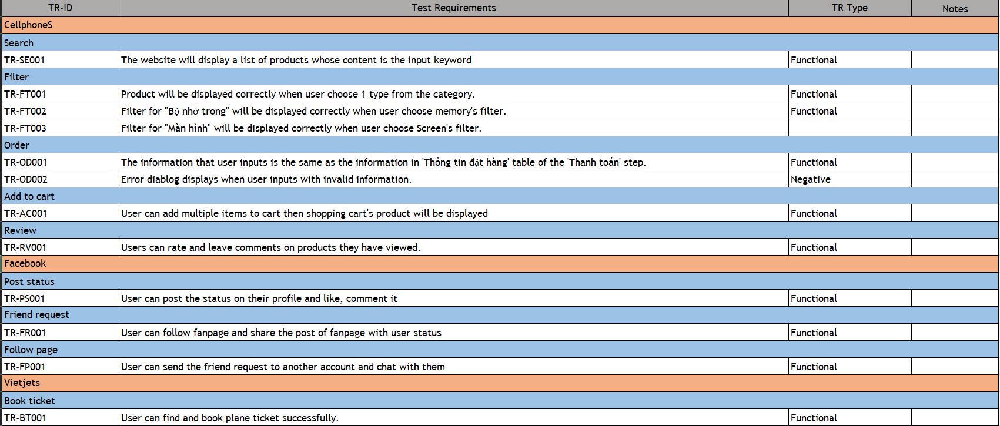 TR-ID Test Requirements TR Type Notes
CellphoneS
Search
TR-SE001 The website will display a list of products whose content is the input keyword Functional
Filter
TR-FT001 Product will be displayed correctly when user choose 1 type from the category. Functional
TR-FT002 Filter for "Bộ nhớ trong" will be displayed correctly when user choose memory's filter. Functional
TR-FT003 Filter for "Màn hình" will be displayed correctly when user choose Screen's filter.
Order
TR-OD001 The information that user inputs is the same as the information in 'Thông tin đặt hàng' table of the 'Thanh toán' step. Functional
TR-OD002 Error diablog displays when user inputs with invalid information. Negative
Add to cart
TR-AC001 User can add multiple items to cart then shopping cart's product will be displayed Functional
Review
TR-RV001 Users can rate and leave comments on products they have viewed. Functional
Facebook
Post status
TR-PS001 User can post the status on their profile and like, comment it Functional
Friend request
TR-FR001 User can follow fanpage and share the post of fanpage with user status Functional
Follow page
TR-FP001 User can send the friend request to another account and chat with them Functional
Vietjets
Book ticket
TR-BT001 User can find and book plane ticket successfully. Functional